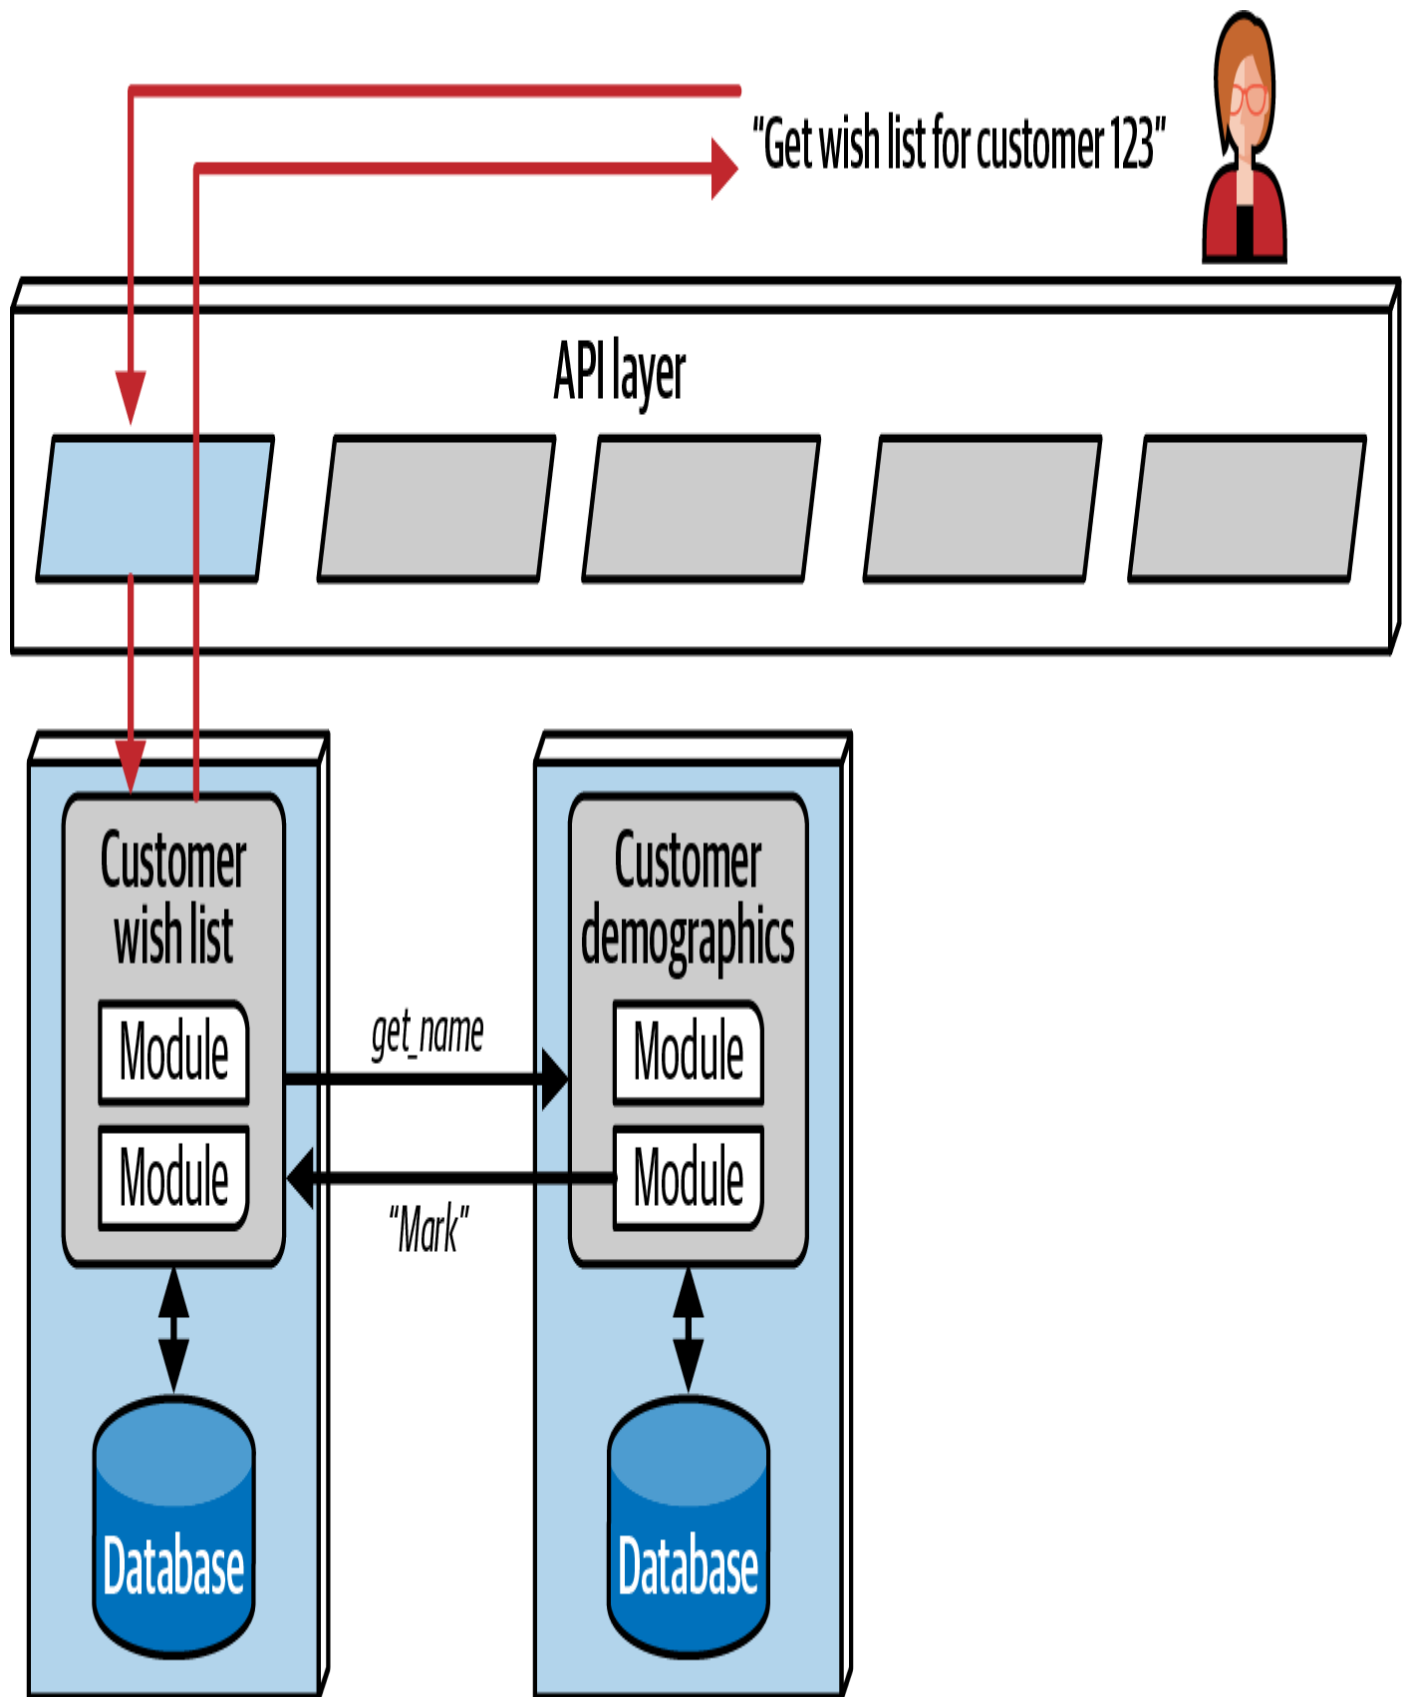 “Get wish list for customer 123”
API layer
Customer
wish list
Module
Module
Database
get_name
“Mark”
Customer
demographics
Module
Module
Database